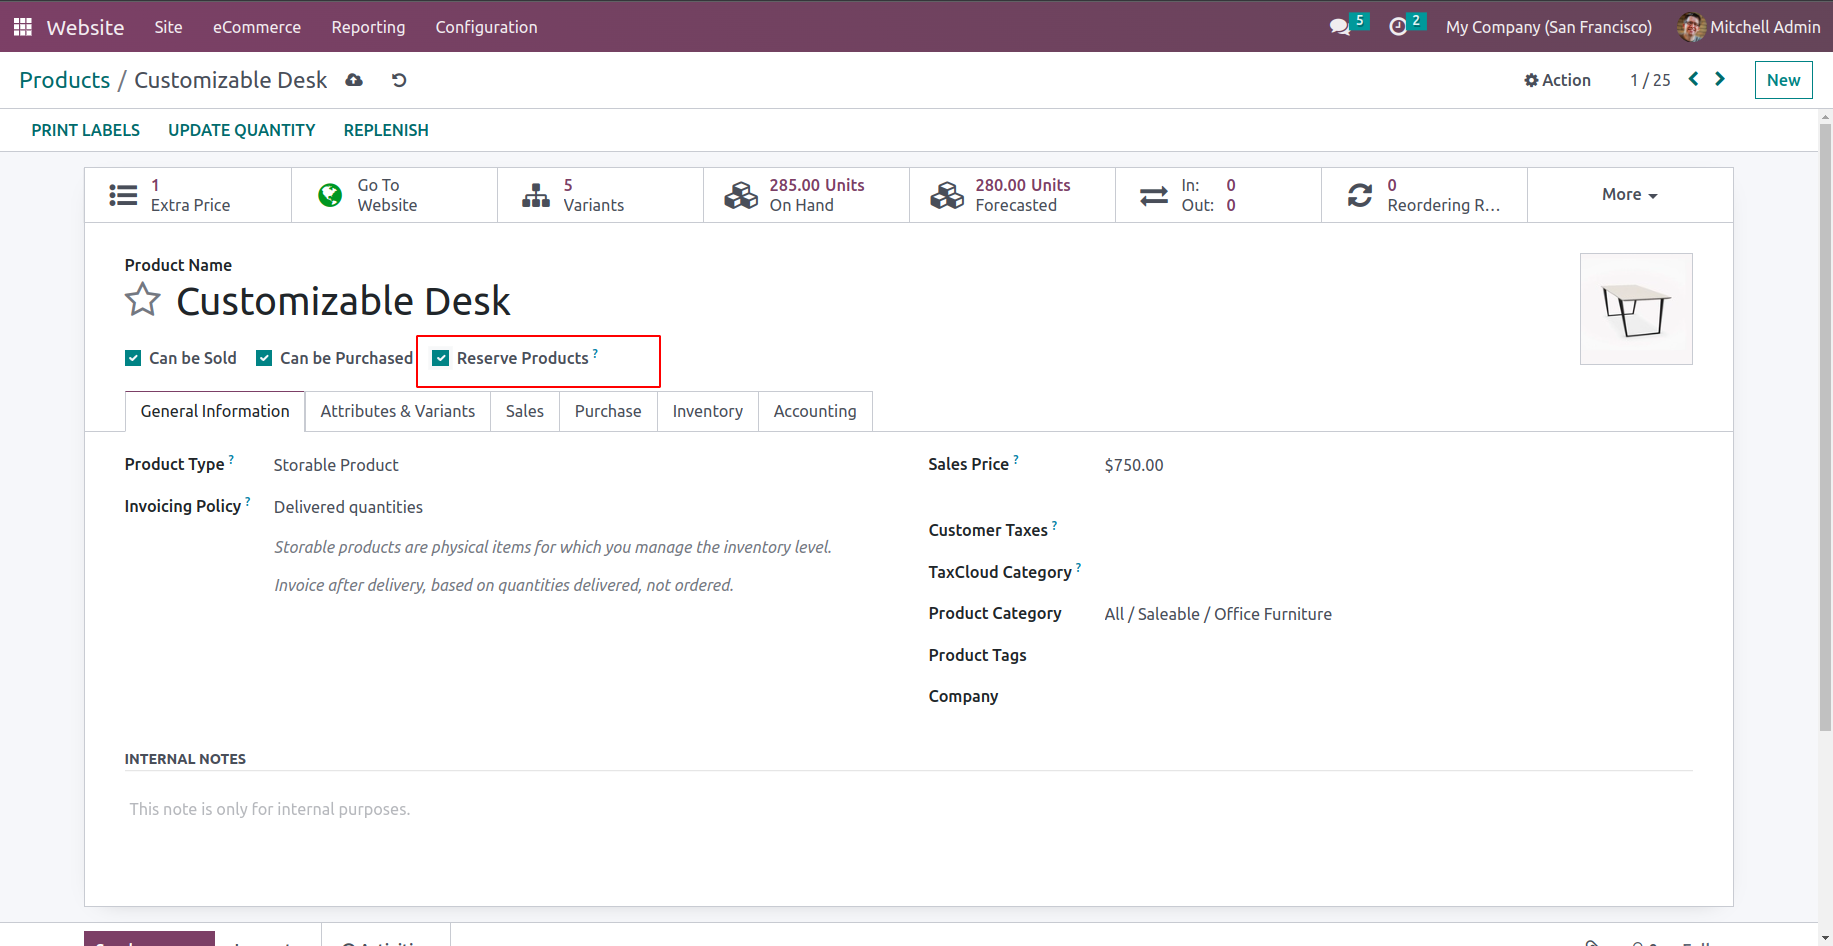 Website Site eCommerce Reporting Configuration 5 2 My Company (San Francisco) Mitchell Admin
Products / Customizable Desk Action 1 / 25 New
PRINT LABELS UPDATE QUANTITY REPLENISH
1 Extra Price
Go To Website
5 Variants
285.00 Units On Hand
280.00 Units Forecasted
In: 0
Out: 0
0 Reordering R...
More
Product Name
Customizable Desk
Can be Sold Can be Purchased Reserve Products ?
General Information Attributes & Variants Sales Purchase Inventory Accounting
Product Type ? Storable Product
Invoicing Policy ? Delivered quantities
Storable products are physical items for which you manage the inventory level.
Invoice after delivery, based on quantities delivered, not ordered.
Sales Price ? $750.00
Customer Taxes ?
TaxCloud Category ?
Product Category All / Saleable / Office Furniture
Product Tags
Company
INTERNAL NOTES
This note is only for internal purposes.